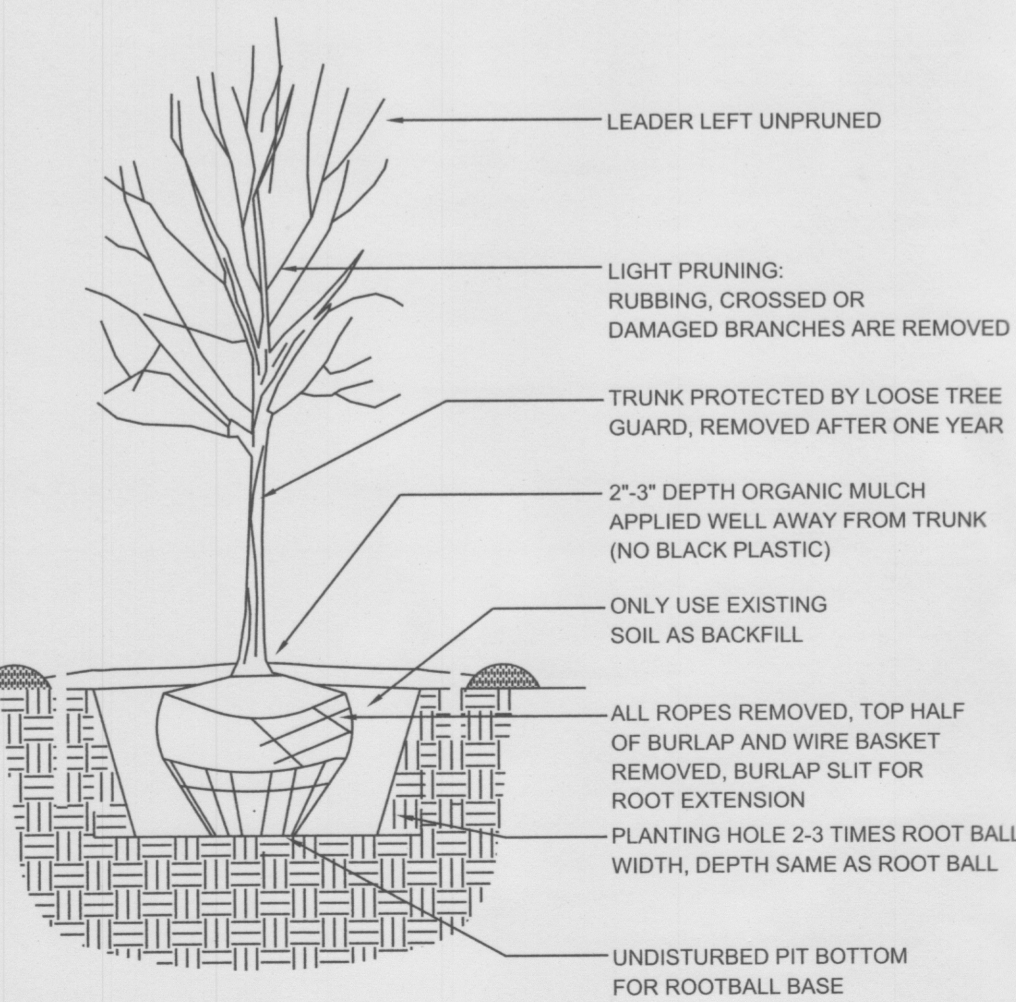 LEADER LEFT UNPRUNED
LIGHT PRUNING:
RUBBING, CROSSED OR
DAMAGED BRANCHES ARE REMOVED
TRUNK PROTECTED BY LOOSE TREE
GUARD, REMOVED AFTER ONE YEAR
2"-3" DEPTH ORGANIC MULCH
APPLIED WELL AWAY FROM TRUNK
(NO BLACK PLASTIC)
ONLY USE EXISTING
SOIL AS BACKFILL
ALL ROPES REMOVED, TOP HALF
OF BURLAP AND WIRE BASKET
REMOVED, BURLAP SLIT FOR
ROOT EXTENSION
PLANTING HOLE 2-3 TIMES ROOT BALL
WIDTH, DEPTH SAME AS ROOT BALL
UNDISTURBED PIT BOTTOM
FOR ROOTBALL BASE